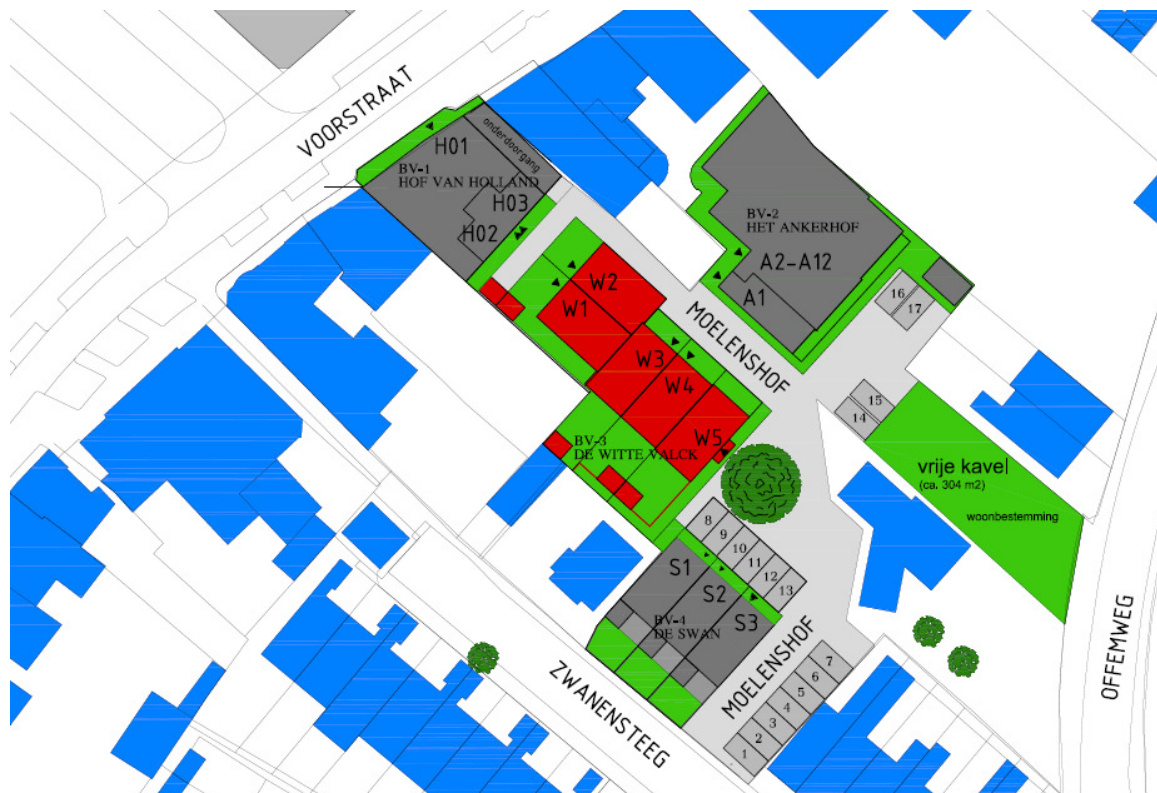 VOORSTRAAT
onderdoorgang
H01
BV-1
HOF VAN HOLLAND
H03
H02
BV-2
HET ANKERHOF
A2-A12
A1
16
17
W2
W1
MOELENSHOF
W3
W4
W5
15
14
BV-3
DE WITTE VALCK
vrije kavel
(ca. 304 m2)
woonbestemming
8
9
10
11
12
13
S1
S2
S3
BV-4
DE SWAN
MOELENSHOF
7
6
5
4
3
2
1
ZWANENSTEEG
OFFEMWEG